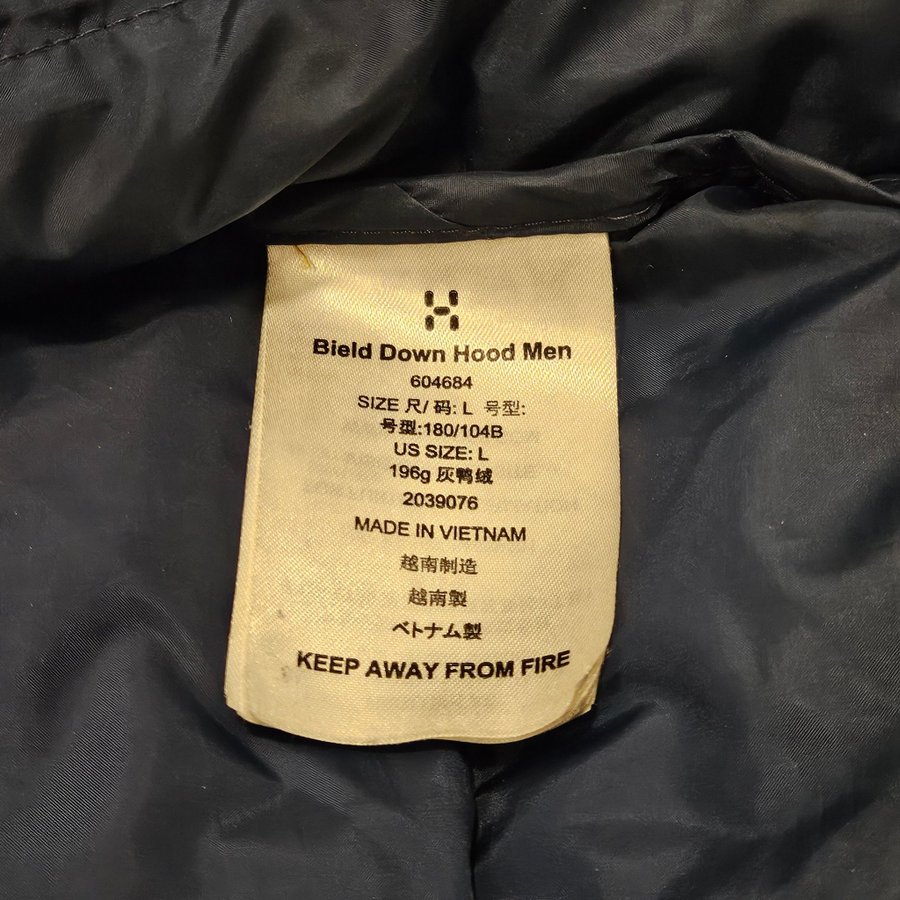 Bield Down Hood Men
604684
SIZE 尺/ 码: L 号型:
号型:180/104B
US SIZE: L
196g 灰鸭绒
2039076
MADE IN VIETNAM
越南制造
越南製
ベトナム製
KEEP AWAY FROM FIRE